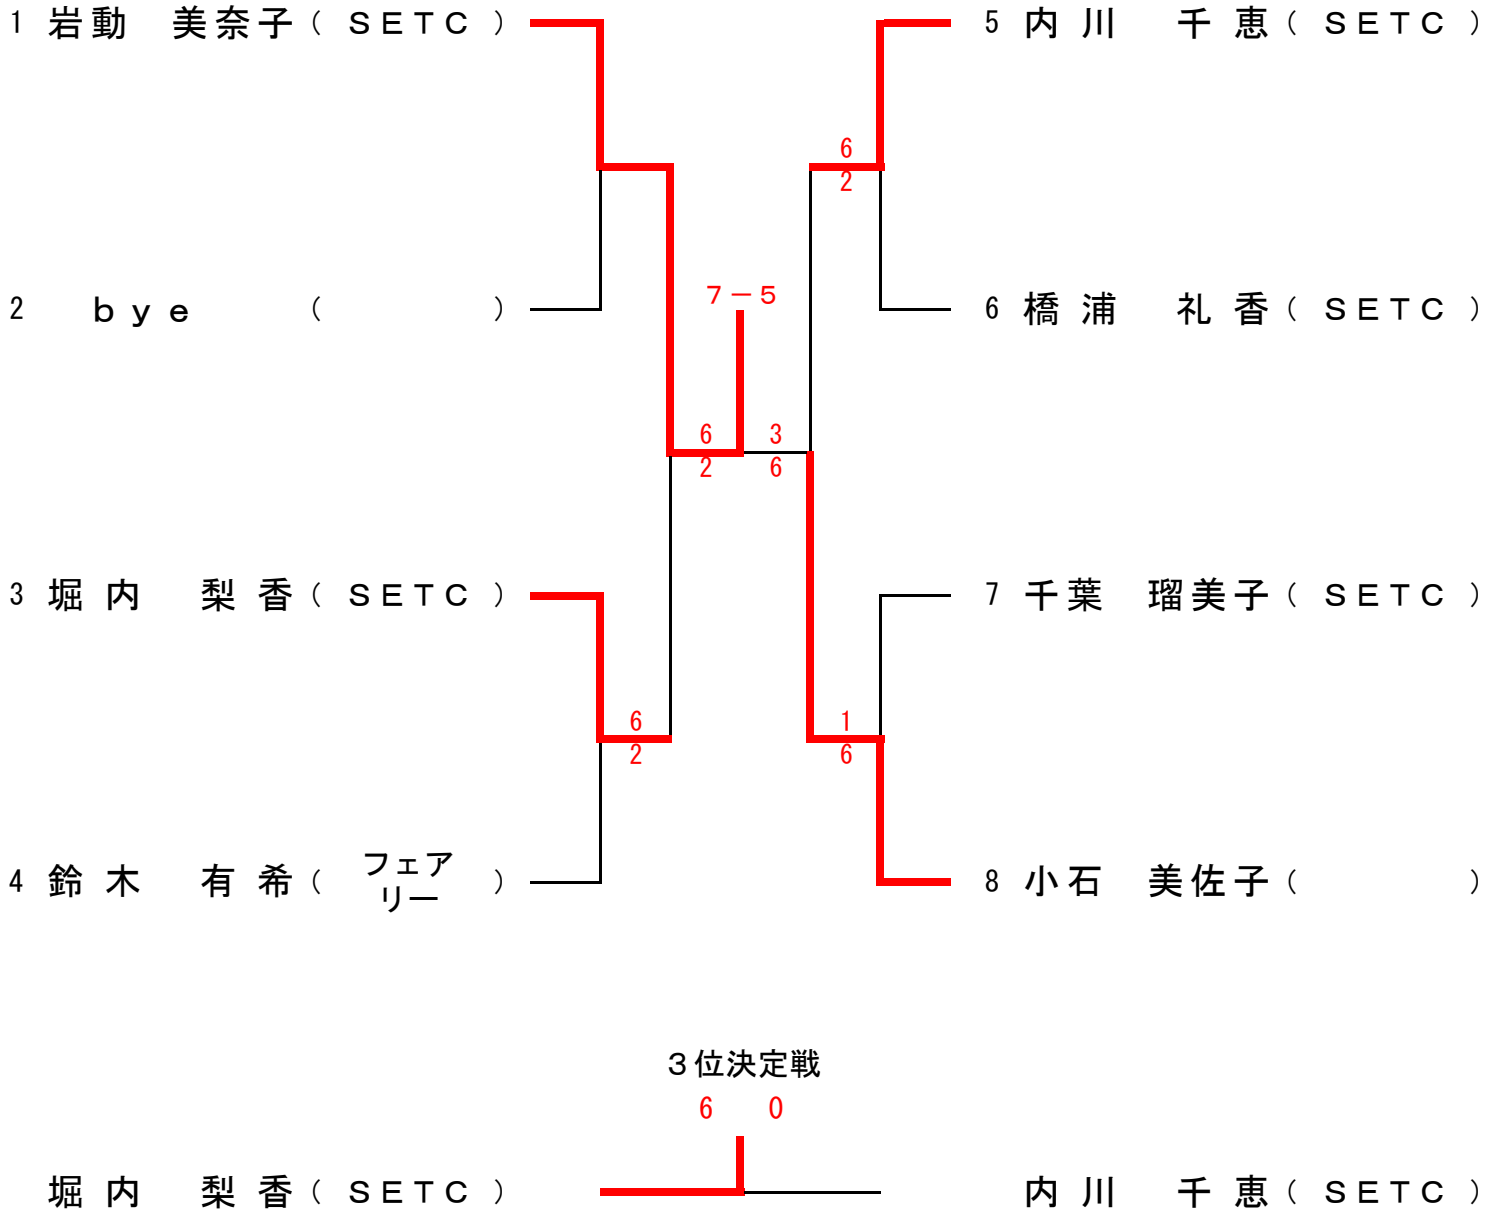 1 岩動 美奈子（ ＳＥＴＣ ）
5 内川 千恵（ ＳＥＴＣ ）
6
2
2 ｂｙｅ （ ）
７－５
6 橋浦 礼香（ ＳＥＴＣ ）
6 3
2 6
3 堀内 梨香（ ＳＥＴＣ ）
7 千葉 瑠美子（ ＳＥＴＣ ）
6 1
2 6
4 鈴木 有希（ フェア
リー ）
8 小石 美佐子（ ）
３位決定戦
6 0
堀内 梨香（ ＳＥＴＣ ）
内川 千恵（ ＳＥＴＣ ）